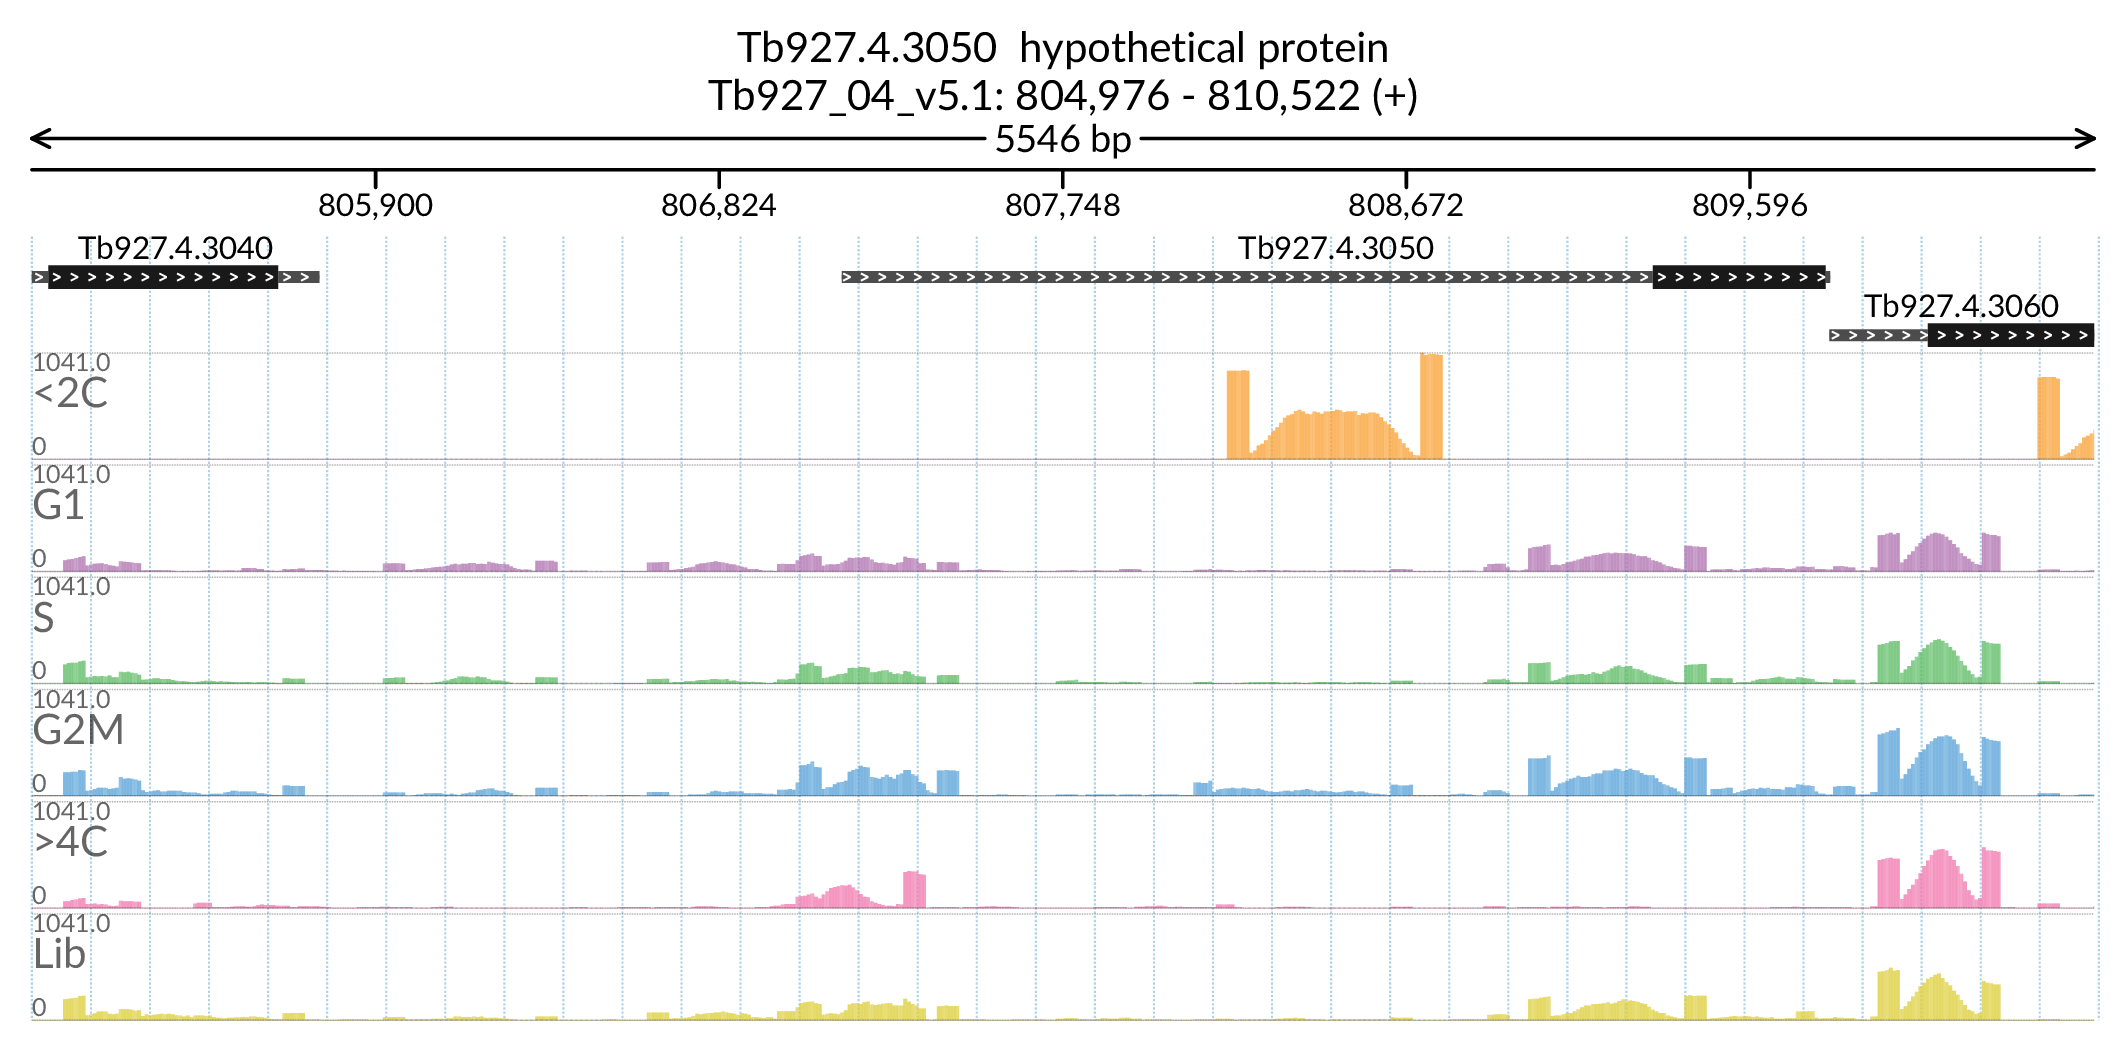 Tb927.4.3050  hypothetical protein
Tb927_04_v5.1: 804,976 - 810,522 (+)
5546 bp
805,900 806,824 807,748 808,672 809,596
Tb927.4.3040 Tb927.4.3050
Tb927.4.3060
1041.0
<2C
0
1041.0
G1
0
1041.0
S
0
1041.0
G2M
0
1041.0
>4C
0
1041.0
Lib
0